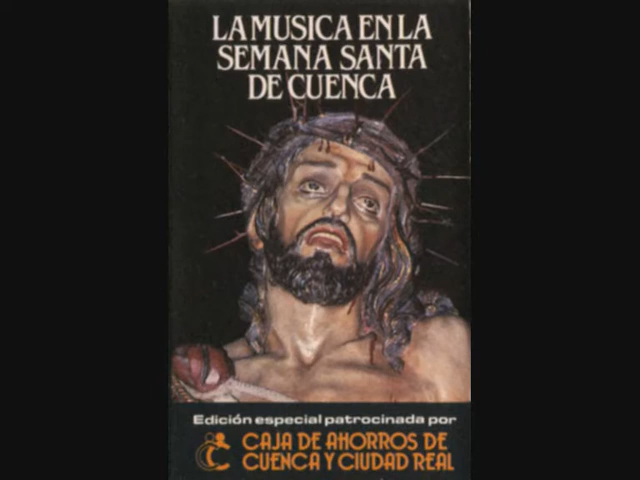 LA MUSICA EN LA
SEMANA SANTA
DE CUENCA
Edición especial patrocinada por
CAJA DE AHORROS DE
CUENCA Y CIUDAD REAL